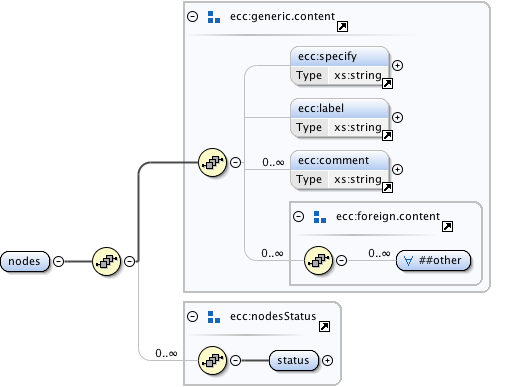 ecc:generic.content
ecc:specify
Type xs:string
ecc:label
Type xs:string
0..∞
ecc:comment
Type xs:string
ecc:foreign.content
0..∞
0..∞
∀ ##other
nodes
ecc:nodesStatus
0..∞
status